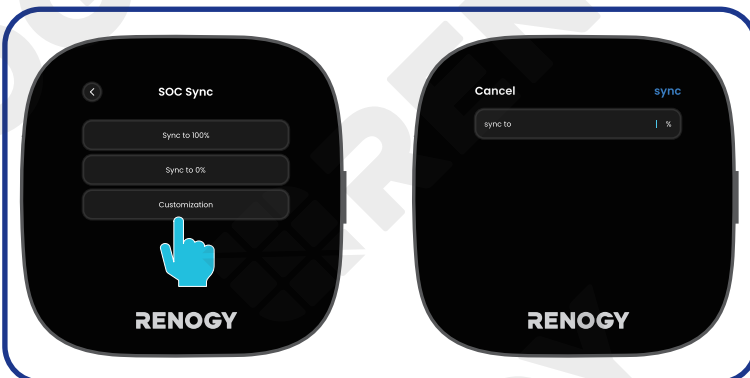 SOC Sync
Sync to 100%
Sync to 0%
Customization
RENOGY
Cancel sync
sync to %
RENOGY